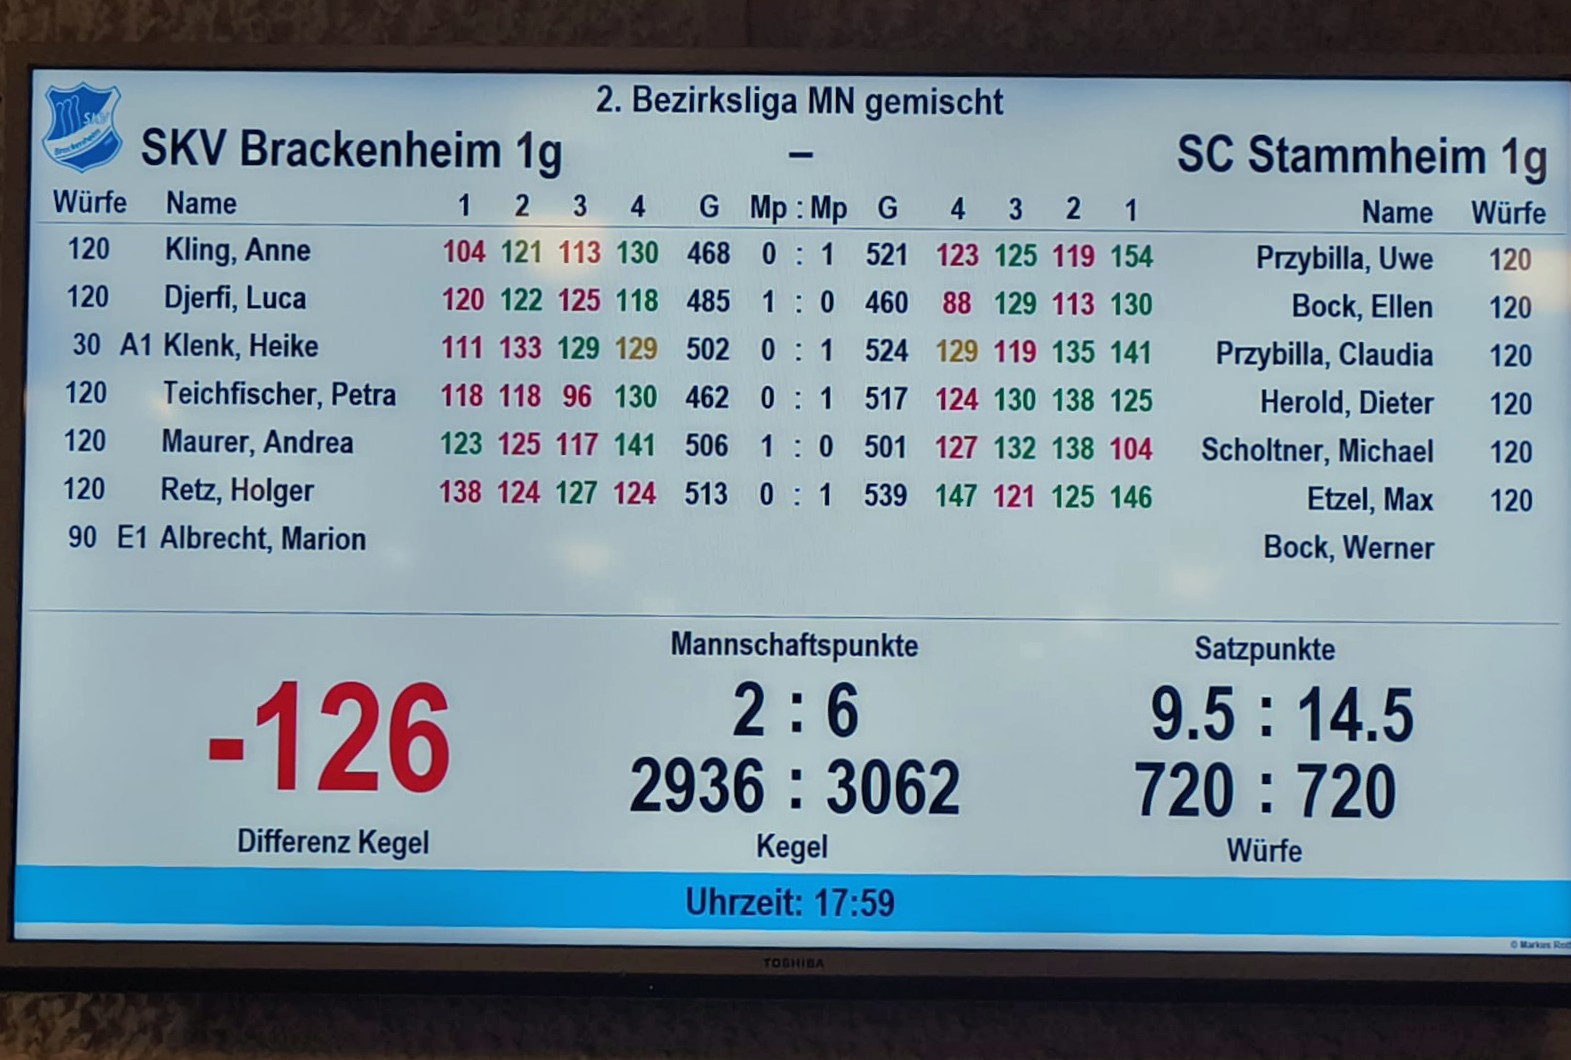 2. Bezirksliga MN gemischt
SKV
Brackenheim
SKV Brackenheim 1g – SC Stammheim 1g
Würfe Name 1 2 3 4 G Mp : Mp G 4 3 2 1 Name Würfe
120 Kling, Anne 104 121 113 130 468 0 : 1 521 123 125 119 154 Przybilla, Uwe 120
120 Djerfi, Luca 120 122 125 118 485 1 : 0 460 88 129 113 130 Bock, Ellen 120
30 A1 Klenk, Heike 111 133 129 129 502 0 : 1 524 129 119 135 141 Przybilla, Claudia 120
120 Teichfischer, Petra 118 118 96 130 462 0 : 1 517 124 130 138 125 Herold, Dieter 120
120 Maurer, Andrea 123 125 117 141 506 1 : 0 501 127 132 138 104 Scholtner, Michael 120
120 Retz, Holger 138 124 127 124 513 0 : 1 539 147 121 125 146 Etzel, Max 120
90 E1 Albrecht, Marion Bock, Werner
Mannschaftspunkte Satzpunkte
-126 2 : 6 9.5 : 14.5
2936 : 3062 720 : 720
Differenz Kegel Kegel Würfe
Uhrzeit: 17:59
© Markus
TOSHIBA